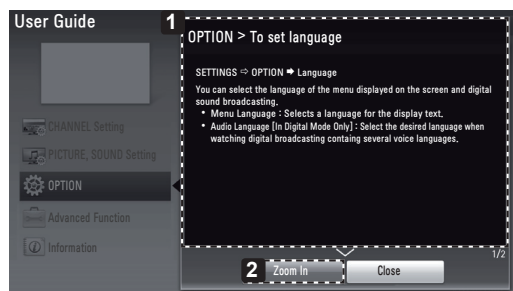 User Guide
1
OPTION > To set language
SETTINGS ⇨ OPTION ➡ Language
You can select the language of the menu displayed on the screen and digital
sound broadcasting.
• Menu Language : Selects a language for the display text.
• Audio Language [In Digital Mode Only] : Select the desired language when
watching digital broadcasting containg several voice languages.
CHANNEL Setting
PICTURE, SOUND Setting
OPTION
Advanced Function
Information
1/2
2
Zoom In
Close